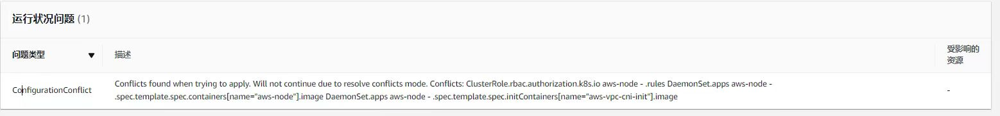 运行状况问题 (1)
问题类型
描述
受影响的
资源
ConfigurationConflict
Conflicts found when trying to apply. Will not continue due to resolve conflicts mode. Conflicts: ClusterRole.rbac.authorization.k8s.io aws-node - .rules DaemonSet.apps aws-node -
.spec.template.spec.containers[name="aws-node"].image DaemonSet.apps aws-node - .spec.template.spec.initContainers[name="aws-vpc-cni-init"].image
-